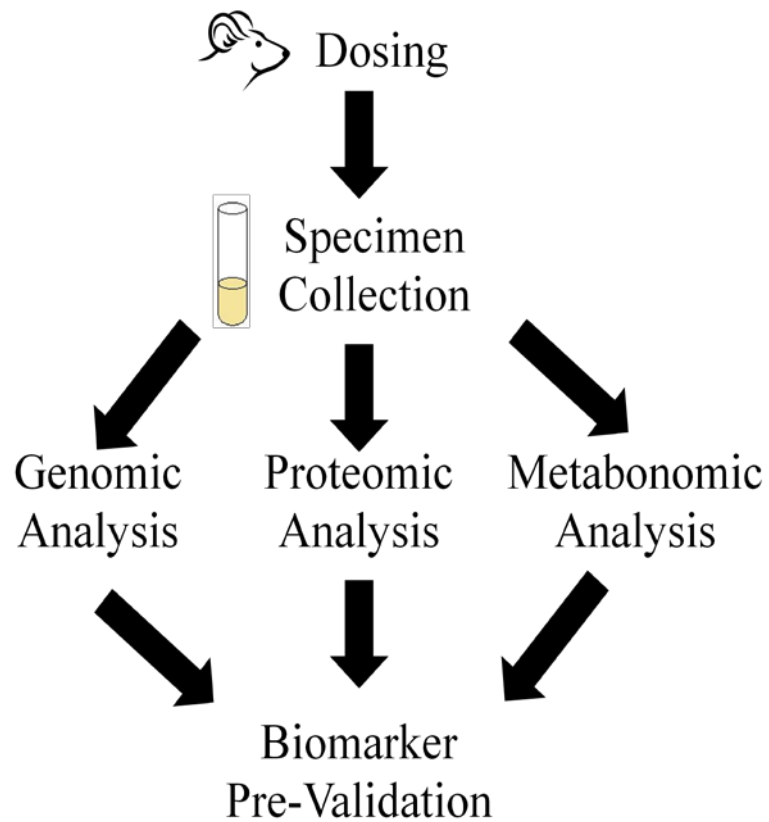 Dosing
Specimen
Collection
Genomic
Analysis
Proteomic
Analysis
Metabonomic
Analysis
Biomarker
Pre-Validation